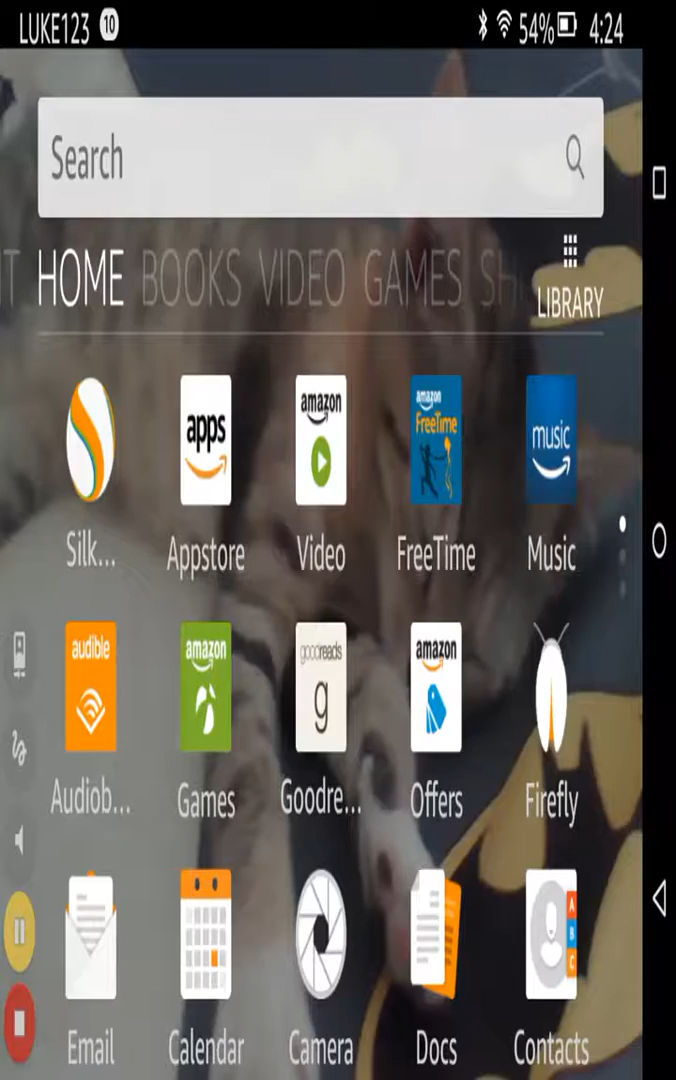 LUKE123 10 54% 4:24
Search
HOME BOOKS VIDEO GAMES SH
LIBRARY
apps amazon amazon FreeTime music
Silk... Appstore Video FreeTime Music
audible amazon goodreads g amazon
Audiob... Games Goodre... Offers Firefly
A
B
C
Email Calendar Camera Docs Contacts